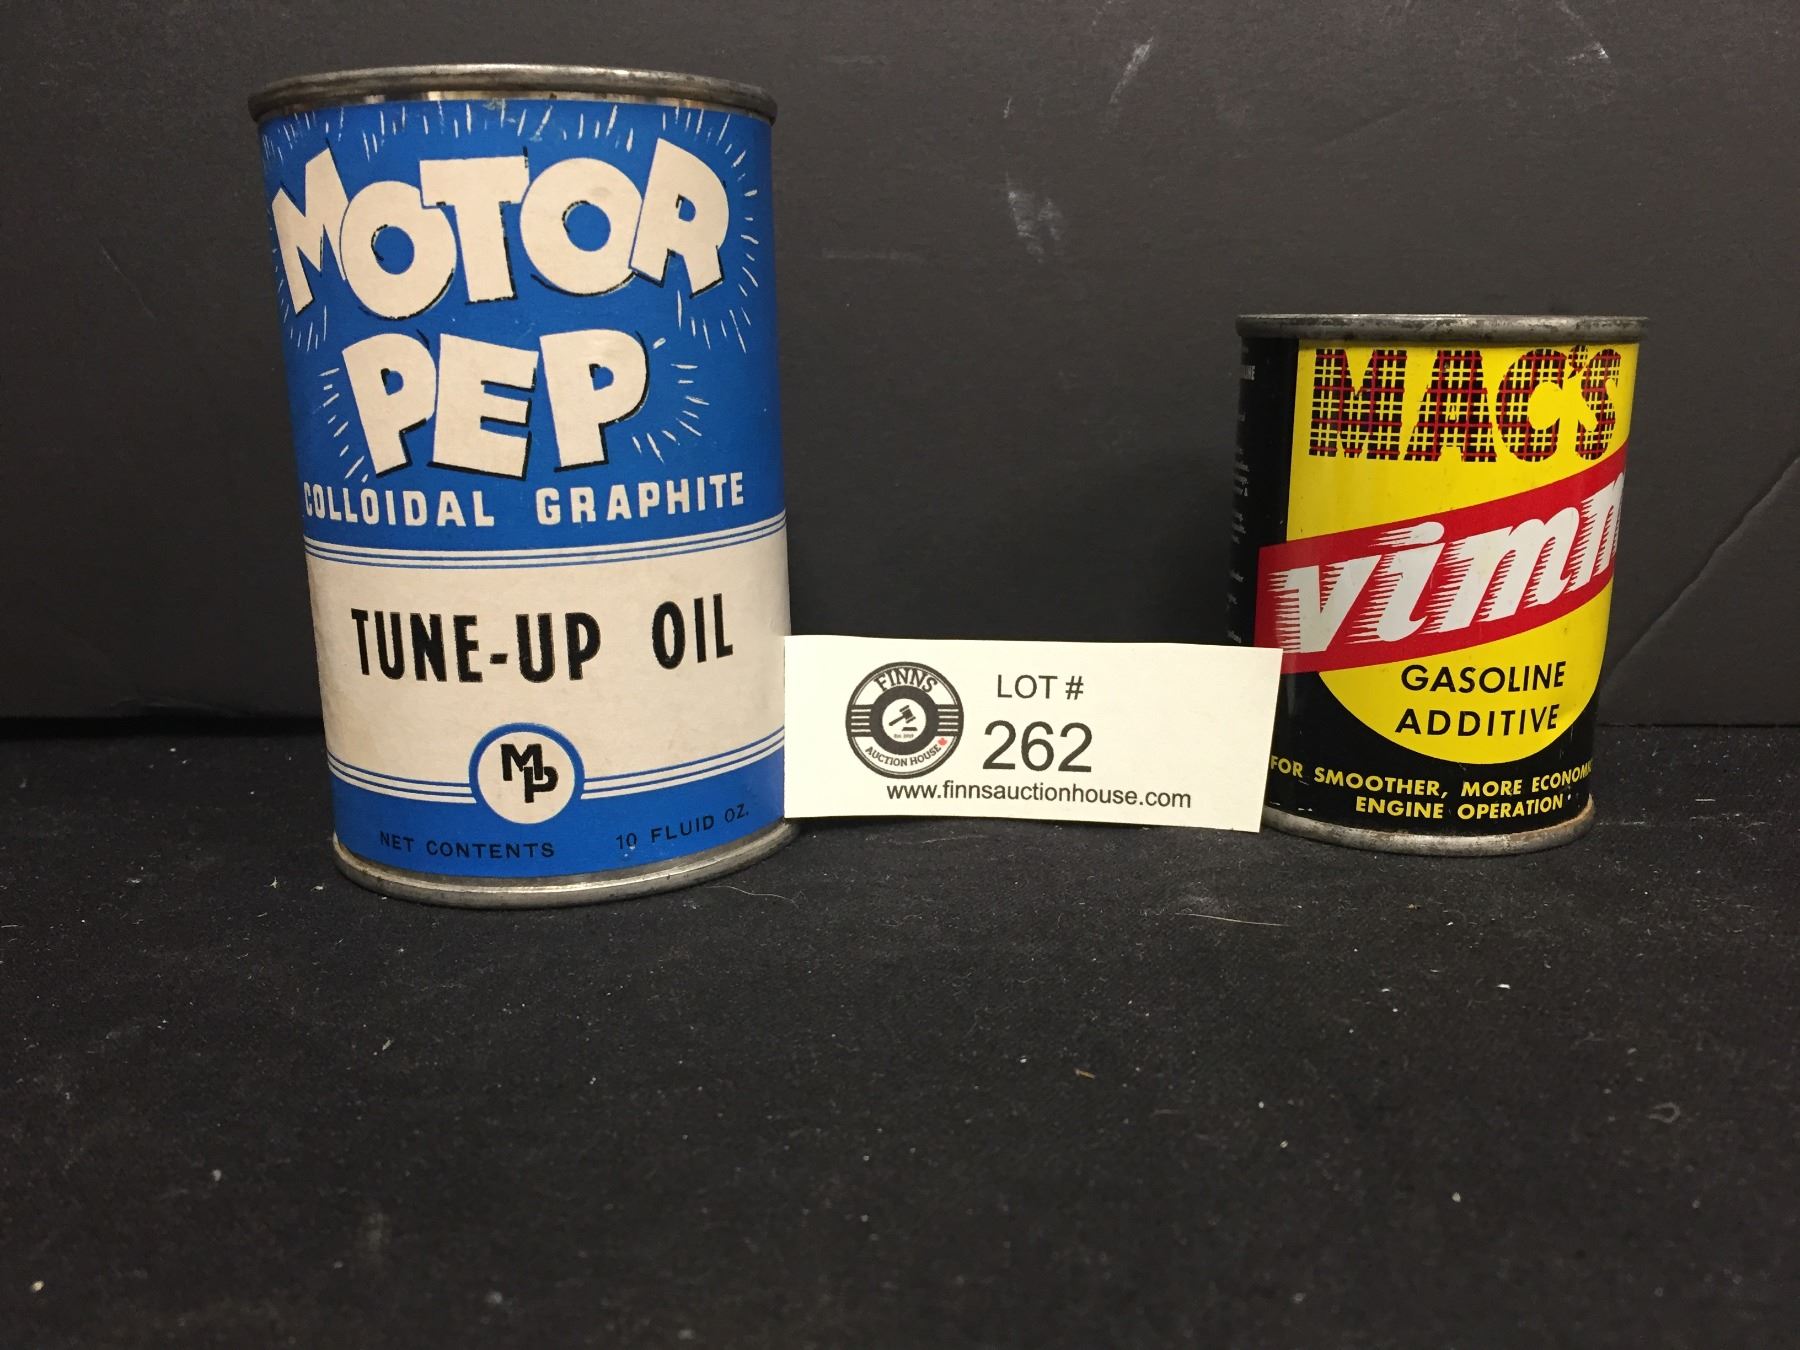 MOTOR
PEP
COLLOIDAL GRAPHITE
TUNE-UP OIL
MP
NET CONTENTS 10 FLUID OZ.
FINNS
AUCTION HOUSE
LOT #
262
www.finnsauctionhouse.com
MAC'S
vimm
GASOLINE
ADDITIVE
FOR SMOOTHER, MORE ECONOMI
ENGINE OPERATION